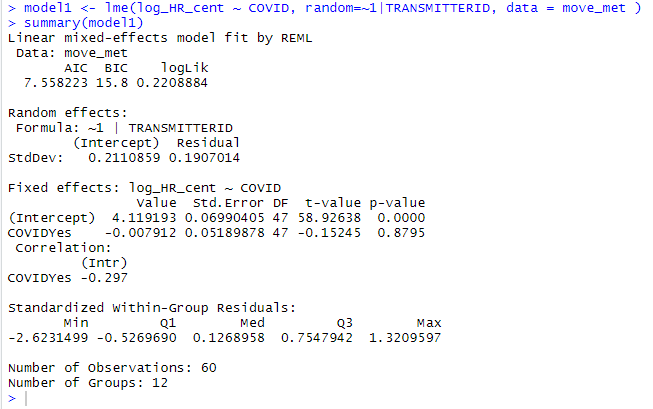 > model1 <- lme(log_HR_cent ~ COVID, random=~1|TRANSMITTERID, data = move_met )
> summary(model1)
Linear mixed-effects model fit by REML
 Data: move_met
       AIC  BIC    logLik
  7.558223 15.8 0.2208884

Random effects:
 Formula: ~1 | TRANSMITTERID
        (Intercept)  Residual
StdDev:   0.2110859 0.1907014

Fixed effects: log_HR_cent ~ COVID
                Value  Std.Error DF  t-value p-value
(Intercept)  4.119193 0.06990405 47 58.92638  0.0000
COVIDYes    -0.007912 0.05189878 47 -0.15245  0.8795
 Correlation:
         (Intr)
COVIDYes -0.297

Standardized Within-Group Residuals:
       Min         Q1        Med         Q3        Max
-2.6231499 -0.5269690  0.1268958  0.7547942  1.3209597

Number of Observations: 60
Number of Groups: 12
>